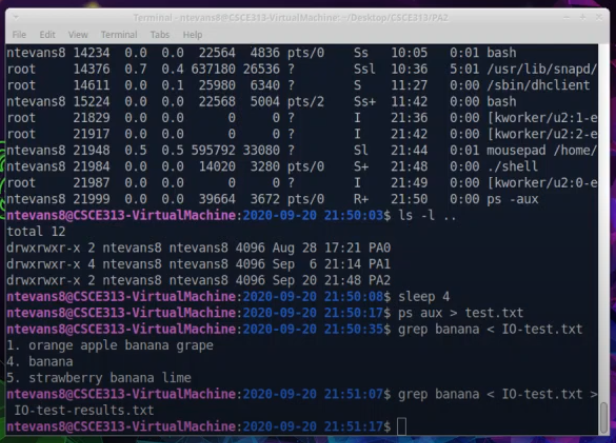 Terminal - ntevans8@CSCE313-VirtualMachine: ~/Desktop/CSCE313/PA2
File Edit View Terminal Tabs Help
ntevans8 14234 0.0 0.0 22564 4836 pts/0 Ss 10:05 0:01 bash
root 14376 0.7 0.4 637180 26536 ? Ssl 10:36 5:01 /usr/lib/snapd/
root 14611 0.0 0.1 25980 6340 ? S 11:27 0:00 /sbin/dhclient
ntevans8 15224 0.0 0.0 22568 5004 pts/2 Ss+ 11:42 0:00 bash
root 21829 0.0 0.0 0 0 ? I 21:36 0:00 [kworker/u2:1-e
root 21917 0.0 0.0 0 0 ? I 21:42 0:00 [kworker/u2:2-e
ntevans8 21948 0.5 0.5 595792 33080 ? Sl 21:44 0:01 mousepad /home/
ntevans8 21984 0.0 0.0 14020 3280 pts/0 S+ 21:48 0:00 ./shell
root 21987 0.0 0.0 0 0 ? I 21:49 0:00 [kworker/u2:0-e
ntevans8 21999 0.0 0.0 39664 3672 pts/0 R+ 21:50 0:00 ps -aux
ntevans8@CSCE313-VirtualMachine:2020-09-20 21:50:03$ ls -l ..
total 12
drwxrwxr-x 2 ntevans8 ntevans8 4096 Aug 28 17:21 PA0
drwxrwxr-x 4 ntevans8 ntevans8 4096 Sep 6 21:14 PA1
drwxrwxr-x 2 ntevans8 ntevans8 4096 Sep 20 21:48 PA2
ntevans8@CSCE313-VirtualMachine:2020-09-20 21:50:08$ sleep 4
ntevans8@CSCE313-VirtualMachine:2020-09-20 21:50:17$ ps aux > test.txt
ntevans8@CSCE313-VirtualMachine:2020-09-20 21:50:35$ grep banana < IO-test.txt
1. orange apple banana grape
4. banana
5. strawberry banana lime
ntevans8@CSCE313-VirtualMachine:2020-09-20 21:51:07$ grep banana < IO-test.txt >
IO-test-results.txt
ntevans8@CSCE313-VirtualMachine:2020-09-20 21:51:17$